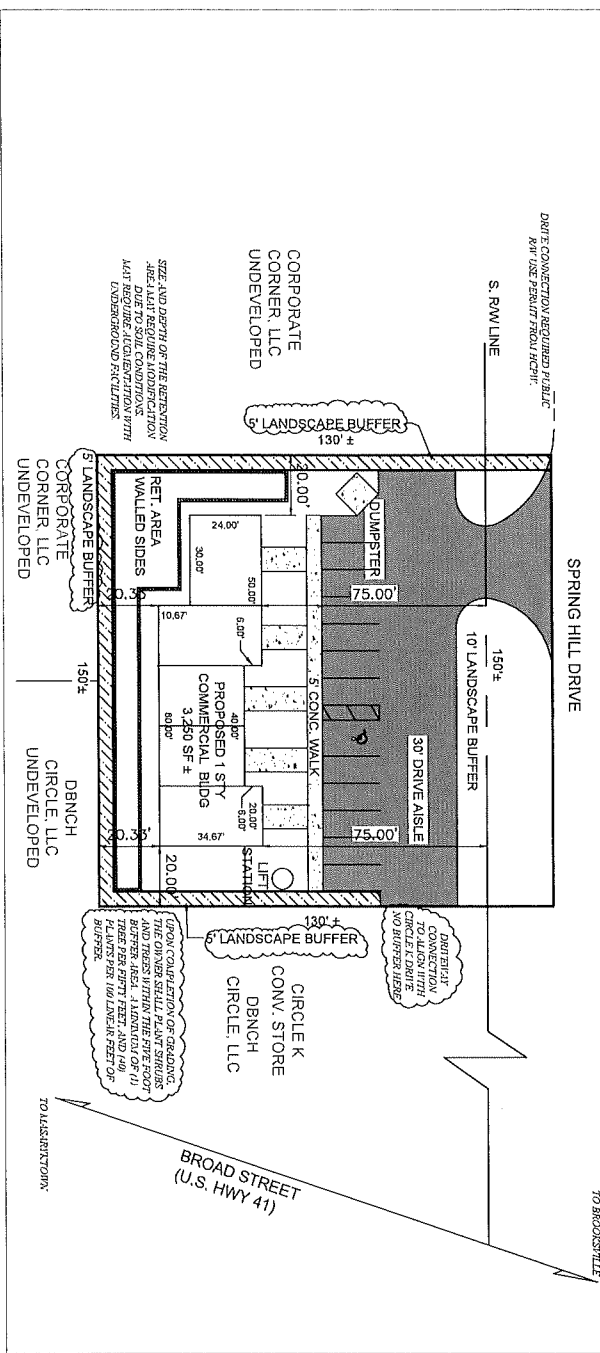 TO BROOKSVILLE
DRIVE CONNECTION REQUIRED PUBLIC
R/W USE PERMIT FROM HCPW.
S. R/W LINE
SPRING HILL DRIVE
150'±
10' LANDSCAPE BUFFER
30' DRIVE AISLE
CORPORATE
CORNER, LLC
UNDEVELOPED
5' LANDSCAPE BUFFER
130' ±
20.00'
DUMPSTER
75.00'
75.00'
DRIVEWAY
CONNECTION
TO ALIGN WITH
CIRCLE K DRIVE
NO BUFFER HERE
SIZE AND DEPTH OF THE RETENTION
AREA MAY REQUIRE MODIFICATION
DUE TO SOIL CONDITIONS.
MAY REQUIRE AUGMENTATION WITH
UNDERGROUND FACILITIES.
RET. AREA
WALLED SIDES
24.00'
30.00'
50.00'
10.67'
6.00'
5' CONC. WALK
PROPOSED 1 STY
COMMERCIAL BLDG
3,250 SF ±
40.00'
60.00'
20.00'
6.00'
34.67'
LIFT
STATION
20.33'
20.33'
20.00'
130' ±
5' LANDSCAPE BUFFER
CIRCLE K
CONV. STORE
DBNCH
CIRCLE, LLC
5' LANDSCAPE BUFFER
CORPORATE
CORNER, LLC
UNDEVELOPED
150'±
DBNCH
CIRCLE, LLC
UNDEVELOPED
UPON COMPLETION OF GRADING,
THE OWNER SHALL PLANT SHRUBS
AND TREES WITHIN THE FIVE FOOT
BUFFER AREA. A MINIMUM OF (1)
TREE PER FIFTY FEET, AND (40)
PLANTS PER 100 LINEAR FEET OF
BUFFER.
BROAD STREET
(U.S. HWY 41)
TO MASARYKTOWN